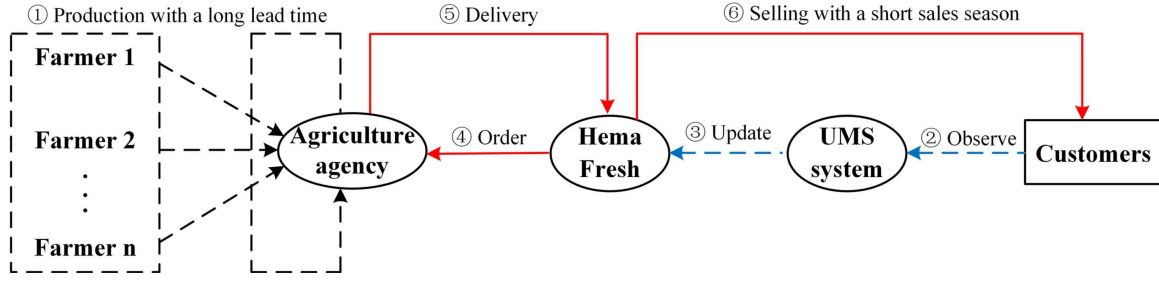 ① Production with a long lead time
⑤ Delivery
⑥ Selling with a short sales season
Farmer 1
Farmer 2
⋮
Farmer n
Agriculture
agency
④ Order
Hema
Fresh
③ Update
UMS
system
② Observe
Customers